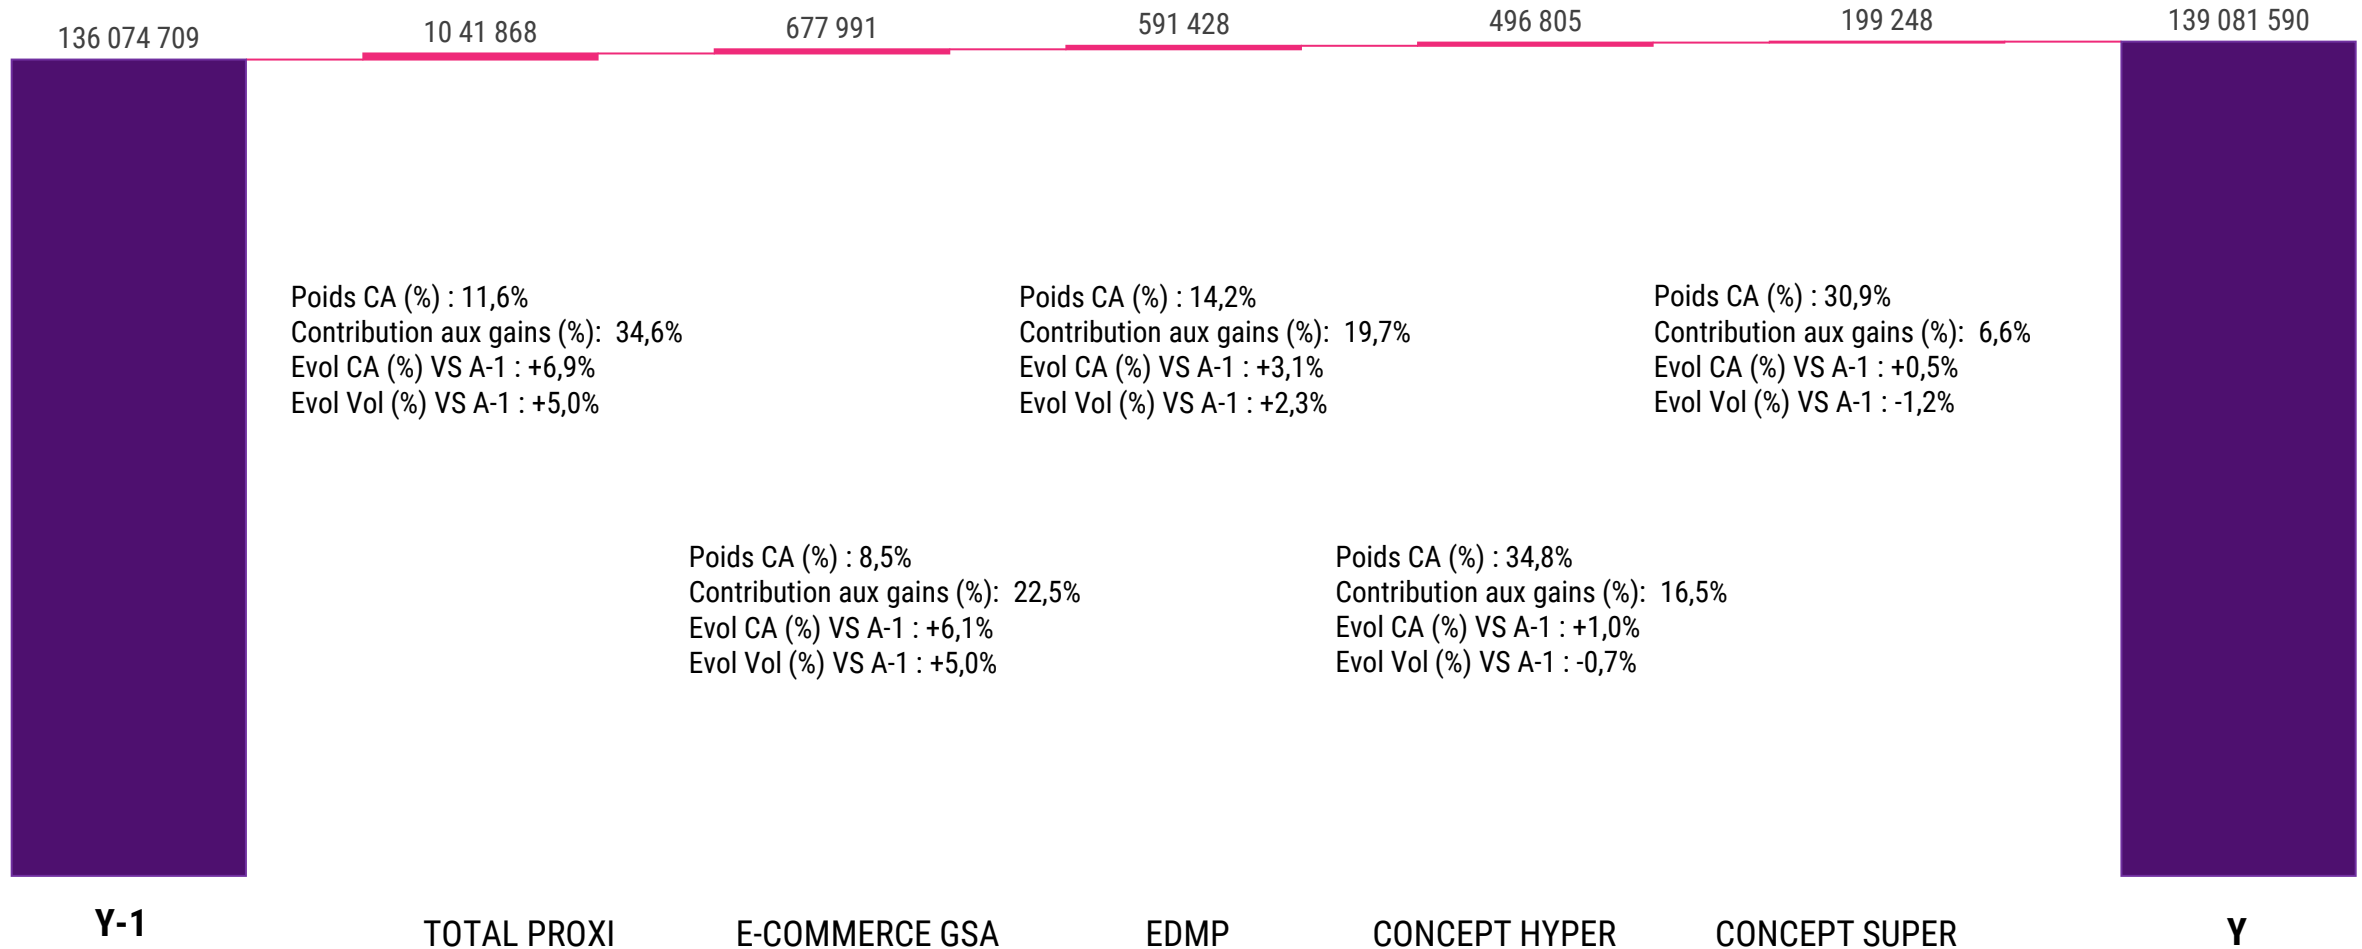 136 074 709
10 41 868
677 991
591 428
496 805
199 248
139 081 590
Poids CA (%) : 11,6%
Contribution aux gains (%): 34,6%
Evol CA (%) VS A-1 : +6,9%
Evol Vol (%) VS A-1 : +5,0%
Poids CA (%) : 14,2%
Contribution aux gains (%): 19,7%
Evol CA (%) VS A-1 : +3,1%
Evol Vol (%) VS A-1 : +2,3%
Poids CA (%) : 30,9%
Contribution aux gains (%): 6,6%
Evol CA (%) VS A-1 : +0,5%
Evol Vol (%) VS A-1 : -1,2%
Poids CA (%) : 8,5%
Contribution aux gains (%): 22,5%
Evol CA (%) VS A-1 : +6,1%
Evol Vol (%) VS A-1 : +5,0%
Poids CA (%) : 34,8%
Contribution aux gains (%): 16,5%
Evol CA (%) VS A-1 : +1,0%
Evol Vol (%) VS A-1 : -0,7%
Y-1
TOTAL PROXI
E-COMMERCE GSA
EDMP
CONCEPT HYPER
CONCEPT SUPER
Y